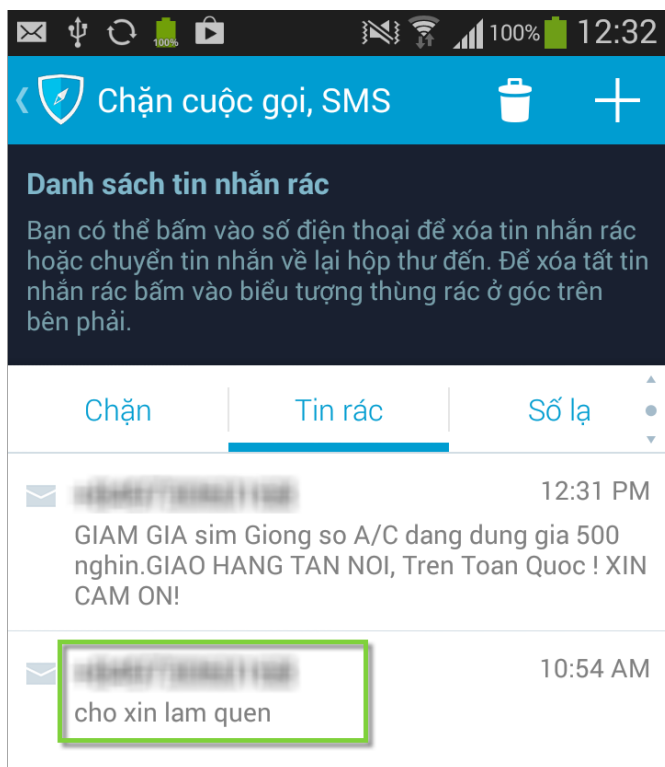 100%
100%
12:32
Chặn cuộc gọi, SMS
Danh sách tin nhắn rác
Bạn có thể bấm vào số điện thoại để xóa tin nhắn rác
hoặc chuyển tin nhắn về lại hộp thư đến. Để xóa tất tin
nhắn rác bấm vào biểu tượng thùng rác ở góc trên
bên phải.
Chặn
Tin rác
Số lạ
12:31 PM
GIAM GIA sim Giong so A/C dang dung gia 500
nghin.GIAO HANG TAN NOI, Tren Toan Quoc ! XIN
CAM ON!
10:54 AM
cho xin lam quen